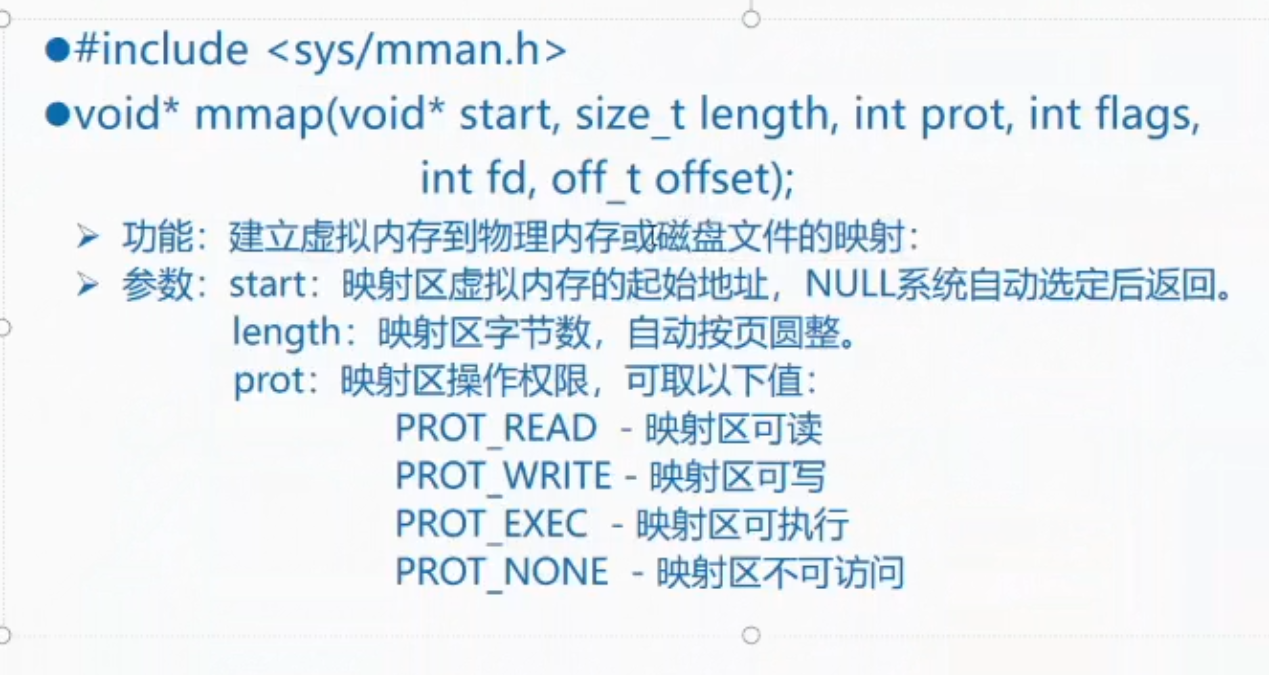 ●#include <sys/mman.h>
●void* mmap(void* start, size_t length, int prot, int flags,
int fd, off_t offset);
➢ 功能：建立虚拟内存到物理内存或磁盘文件的映射：
➢ 参数：start：映射区虚拟内存的起始地址，NULL系统自动选定后返回。
length：映射区字节数，自动按页圆整。
prot：映射区操作权限，可取以下值：
PROT_READ - 映射区可读
PROT_WRITE - 映射区可写
PROT_EXEC - 映射区可执行
PROT_NONE - 映射区不可访问